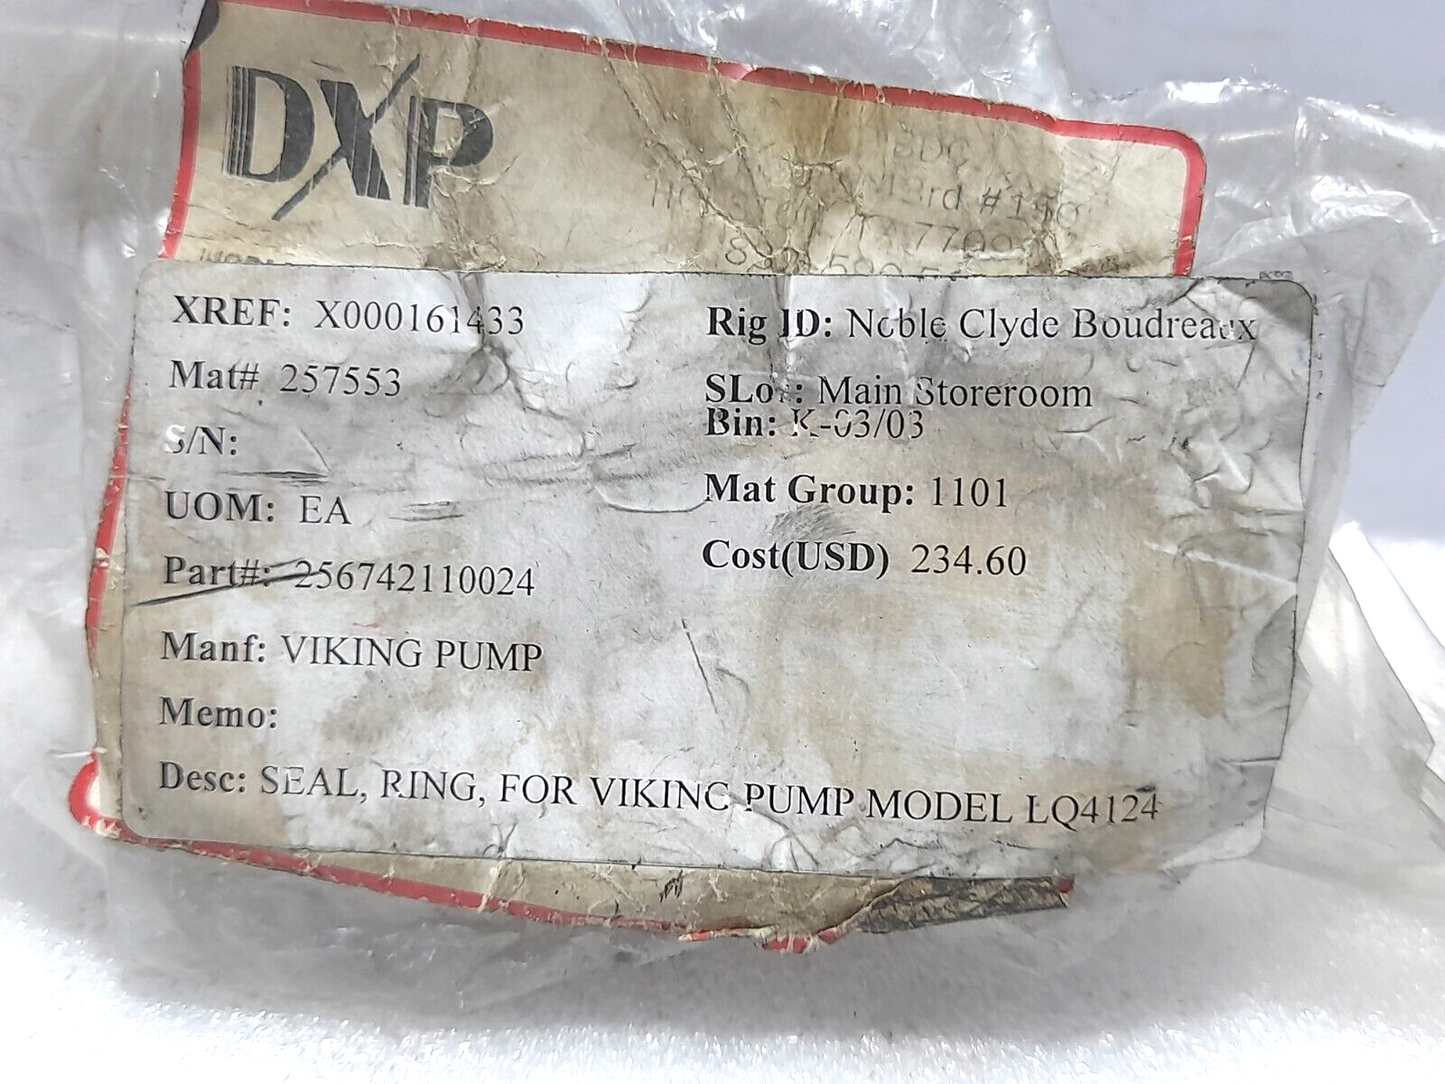 DXP
XREF: X000161433
Rig ID: Noble Clyde Boudreaux
Mat# 257553
SLoc: Main Storeroom
Bin: K-03/03
S/N:
UOM: EA
Mat Group: 1101
Part#: 256742110024
Cost(USD) 234.60
Manf: VIKING PUMP
Memo:
Desc: SEAL, RING, FOR VIKING PUMP MODEL LQ4124